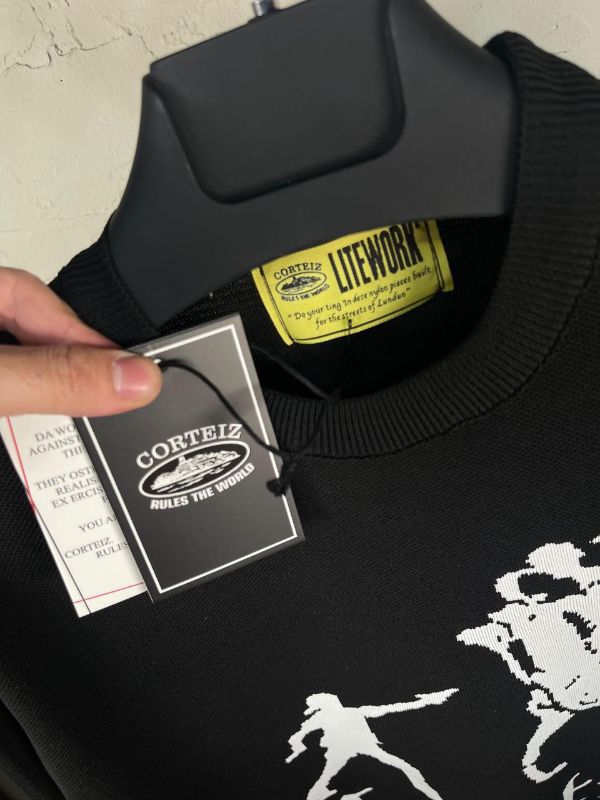 CORTEIZ
RULES THE WORLD
LITEWORK
"Do your ting in dese nylon pieces built
for the streets of Lundun"
CORTEIZ
RULES THE WORLD
DA WO
AGAINST
THE
THEY OST
REALIS
EX ERCIS
YOU A
CORTEIZ.
RULES